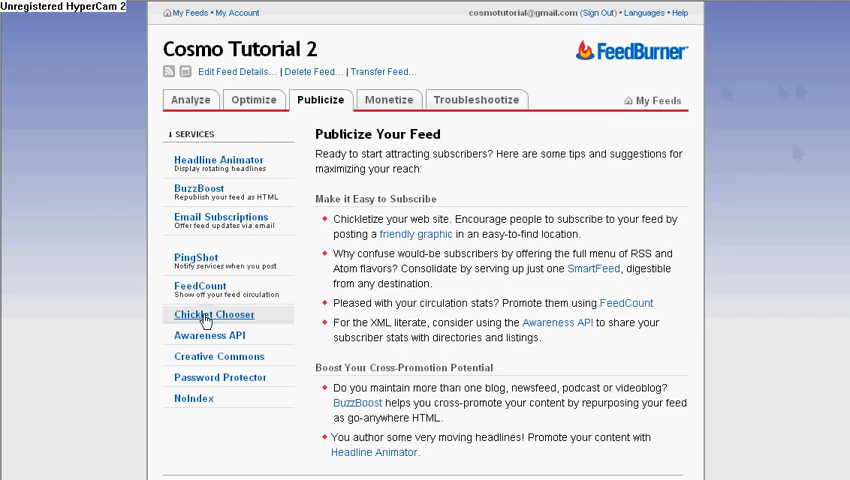 Unregistered HyperCam 2
My Feeds • My Account
cosmotutorial@gmail.com (Sign Out) • Languages • Help
Cosmo Tutorial 2
FeedBurner
Edit Feed Details... | Delete Feed... | Transfer Feed...
Analyze Optimize Publicize Monetize Troubleshootize My Feeds
SERVICES
Headline Animator
Display rotating headlines
BuzzBoost
Republish your feed as HTML
Email Subscriptions
Offer feed updates via email
PingShot
Notify services when you post
FeedCount
Show off your feed circulation
Chicklet Chooser
Awareness API
Creative Commons
Password Protector
NoIndex
Publicize Your Feed
Ready to start attracting subscribers? Here are some tips and suggestions for
maximizing your reach:
Make it Easy to Subscribe
Chickletize your web site. Encourage people to subscribe to your feed by
posting a friendly graphic in an easy-to-find location.
Why confuse would-be subscribers by offering the full menu of RSS and
Atom flavors? Consolidate by serving up just one SmartFeed, digestible
from any destination.
Pleased with your circulation stats? Promote them using FeedCount
For the XML literate, consider using the Awareness API to share your
subscriber stats with directories and listings.
Boost Your Cross-Promotion Potential
Do you maintain more than one blog, newsfeed, podcast or videoblog?
BuzzBoost helps you cross-promote your content by repurposing your feed
as go-anywhere HTML.
You author some very moving headlines! Promote your content with
Headline Animator.